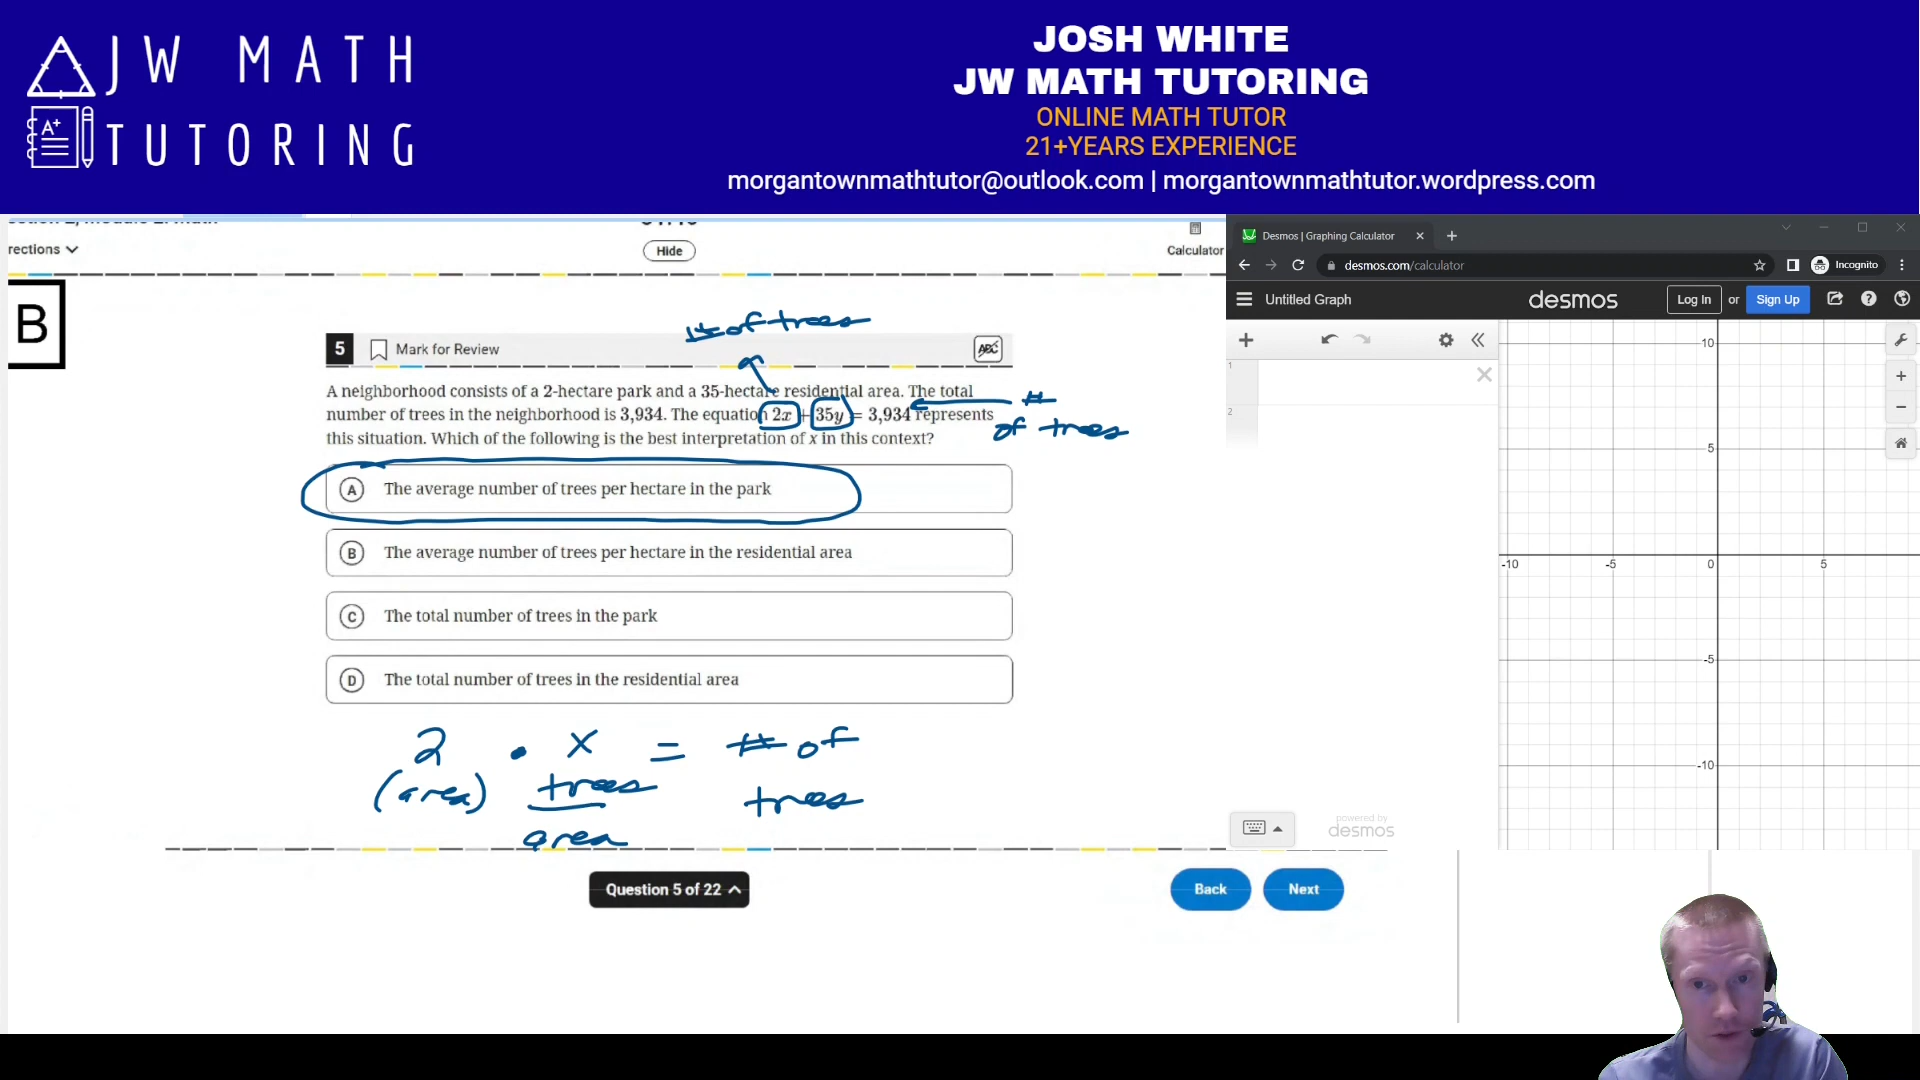 JW MATH
A+
TUTORING
JOSH WHITE
JW MATH TUTORING
ONLINE MATH TUTOR
21+YEARS EXPERIENCE
morgantownmathtutor@outlook.com | morgantownmathtutor.wordpress.com
rections
Hide
Calculator
B
5
Mark for Review
ABC
# of trees
A neighborhood consists of a 2-hectare park and a 35-hectare residential area. The total
number of trees in the neighborhood is 3,934. The equation 2x + 35y = 3,934 represents
this situation. Which of the following is the best interpretation of x in this context?
#
of trees
A The average number of trees per hectare in the park
B The average number of trees per hectare in the residential area
C The total number of trees in the park
D The total number of trees in the residential area
2 • x = # of
(area) trees trees
area
Question 5 of 22
Back
Next
Desmos | Graphing Calculator
desmos.com/calculator
Incognito
Untitled Graph
desmos
Log In or Sign Up
1
2
10
5
-10 -5 0 5
-5
-10
powered by
desmos